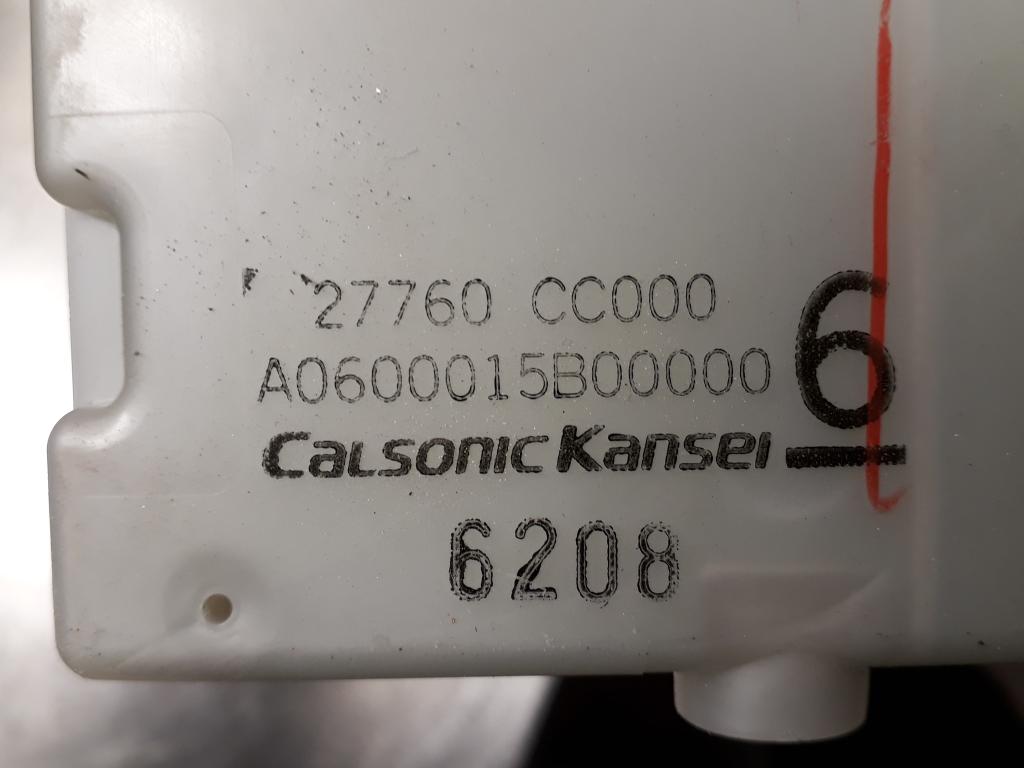 27760 CC000
A0600015B00000
CALSONIC KANSEI
6
6208